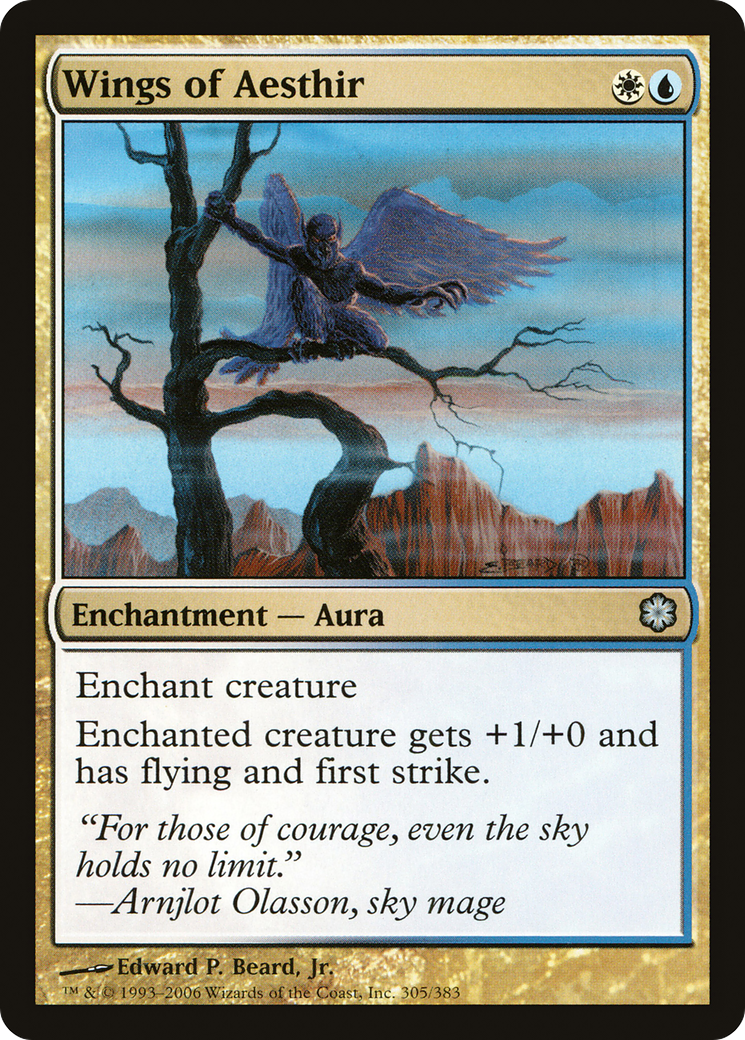 Wings of Aesthir
E. BEARD JR
Enchantment — Aura
Enchant creature
Enchanted creature gets +1/+0 and
has flying and first strike.
“For those of courage, even the sky
holds no limit.”
—Arnjlot Olasson, sky mage
Edward P. Beard, Jr.
™ & © 1993–2006 Wizards of the Coast, Inc. 305/383